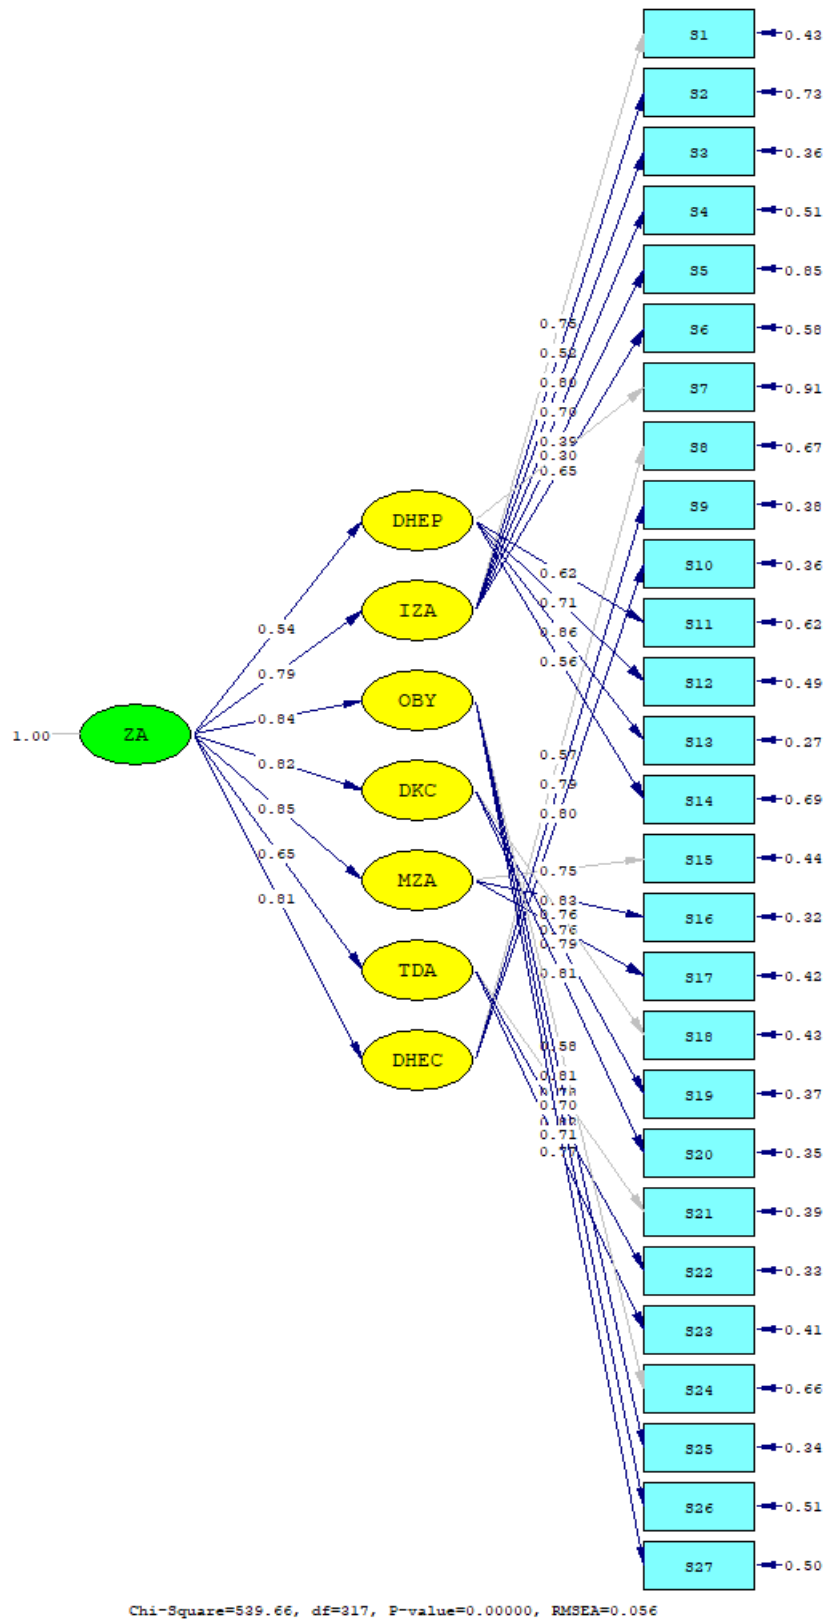 S1
0.43
S2
0.73
S3
0.36
S4
0.51
S5
0.85
S6
0.58
S7
0.91
S8
0.67
S9
0.38
S10
0.36
S11
0.62
S12
0.49
S13
0.27
S14
0.69
S15
0.44
S16
0.32
S17
0.42
S18
0.43
S19
0.37
S20
0.35
S21
0.39
S22
0.33
S23
0.41
S24
0.66
S25
0.34
S26
0.51
S27
0.50
0.75
0.52
0.80
0.70
0.39
0.30
0.65
0.62
0.71
0.86
0.56
0.57
0.79
0.80
0.75
0.83
0.76
0.76
0.79
0.81
0.58
0.81
0.70
0.71
DHEP
IZA
OBY
DKC
MZA
TDA
DHEC
0.54
0.79
0.84
0.82
0.85
0.65
0.81
1.00
ZA
Chi-Square=539.66, df=317, P-value=0.00000, RMSEA=0.056